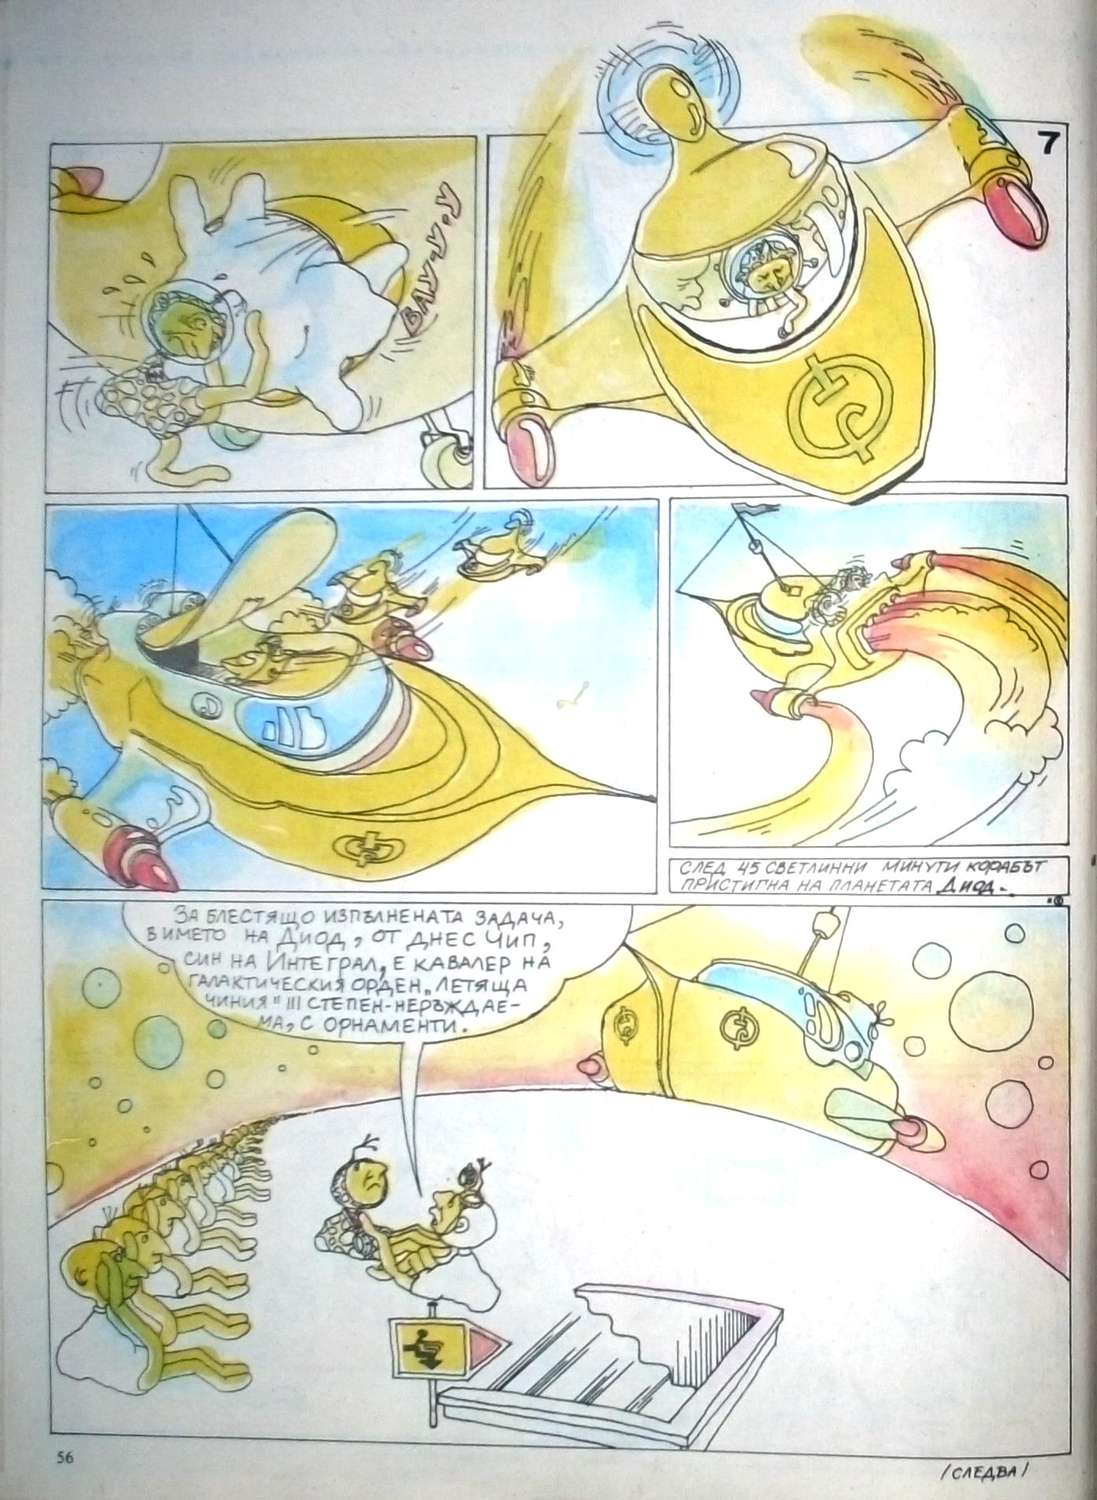 7
ВАУ-У-У
СЛЕД 45 СВЕТЛИННИ МИНУТИ КОРАБЪТ
ПРИСТИГНА НА ПЛАНЕТАТА ДИОД-
ЗА БЛЕСТЯЩО ИЗПЪЛНЕНАТА ЗАДАЧА,
В ИМЕТО НА ДИОД, ОТ ДНЕС ЧИП,
СИН НА ИНТЕГРАЛ, Е КАВАЛЕР НА
ГАЛАКТИЧЕСКИЯ ОРДЕН „ЛЕТЯЩА
ЧИНИЯ" III СТЕПЕН-НЕРЪЖДАЕ-
МА, С ОРНАМЕНТИ.
56
/СЛЕДВА/